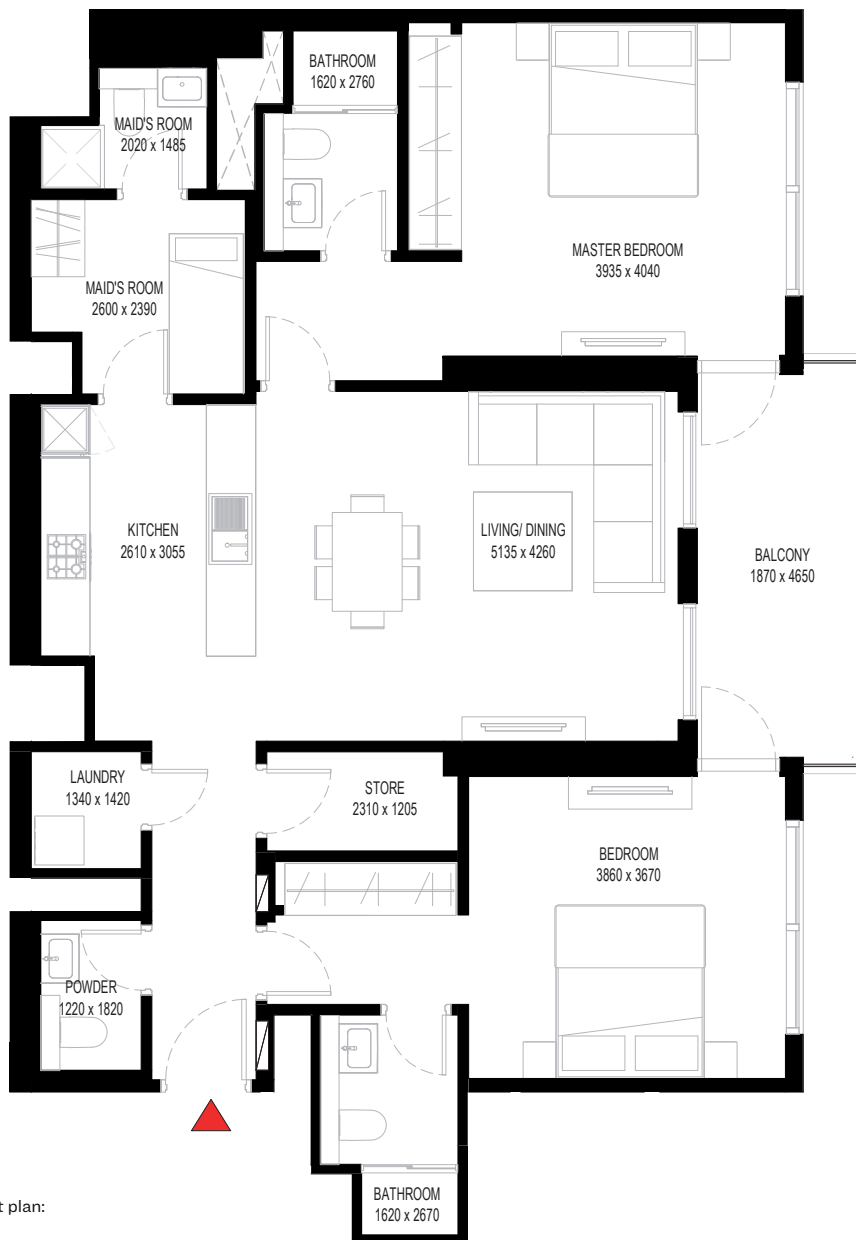 BATHROOM
1620 x 2760
MAID'S ROOM
2020 x 1485
MASTER BEDROOM
3935 x 4040
MAID'S ROOM
2600 x 2390
KITCHEN
2610 x 3055
LIVING/ DINING
5135 x 4260
BALCONY
1870 x 4650
LAUNDRY
1340 x 1420
STORE
2310 x 1205
BEDROOM
3860 x 3670
POWDER
1220 x 1820
BATHROOM
1620 x 2670
plan: